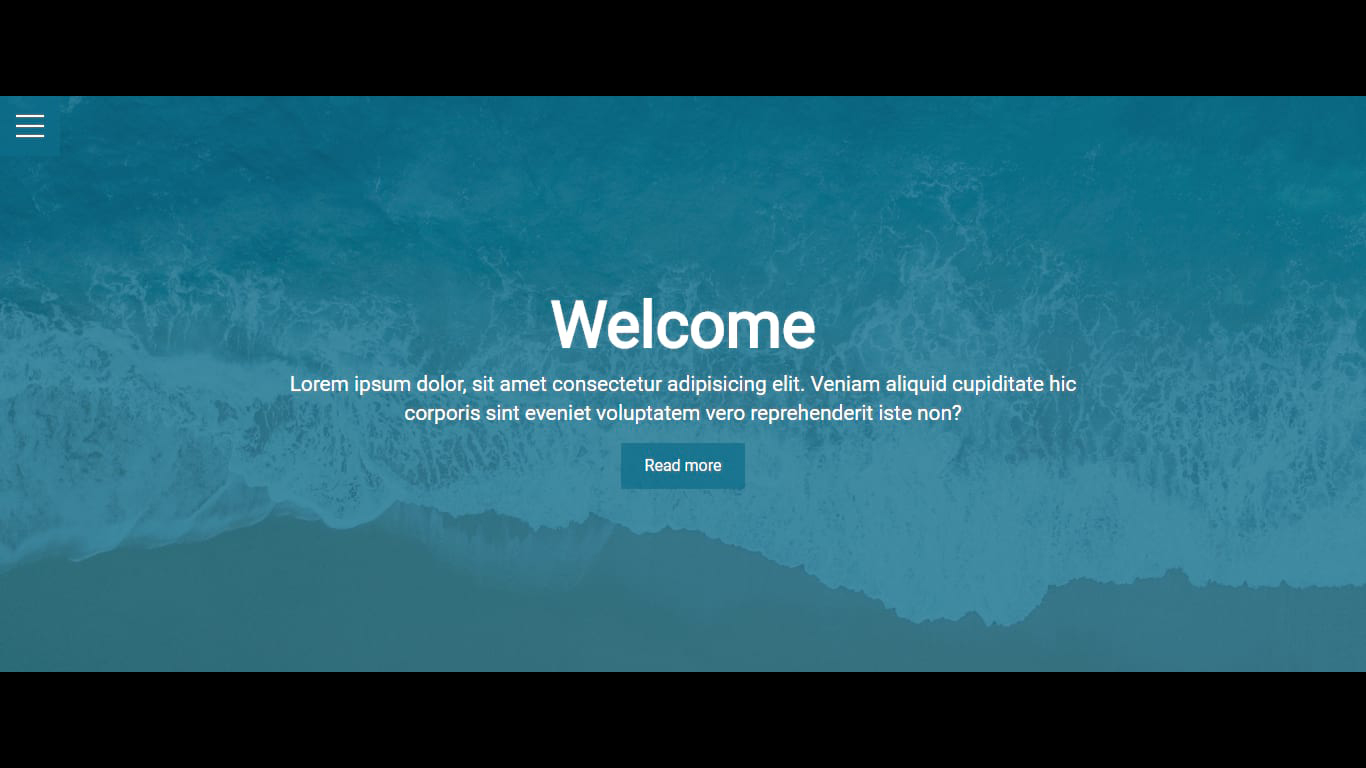 Welcome
Lorem ipsum dolor, sit amet consectetur adipisicing elit. Veniam aliquid cupiditate hic
corporis sint eveniet voluptatem vero reprehenderit iste non?
Read more